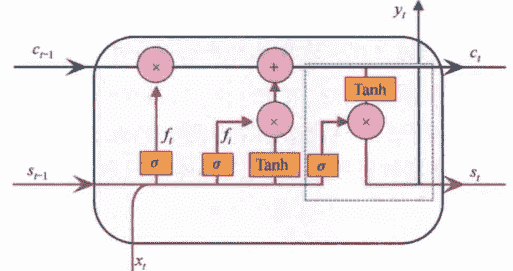 y_t
c_{t-1}
×
+
c_t
Tanh
×
×
f_t
f_i
σ
σ
Tanh
σ
s_{t-1}
s_t
x_t